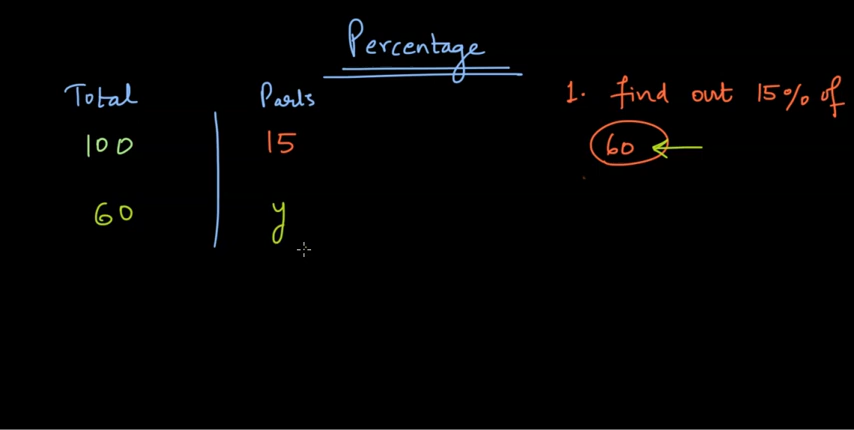 Percentage
Total Parts
100 15
60 y
1. find out 15% of
60